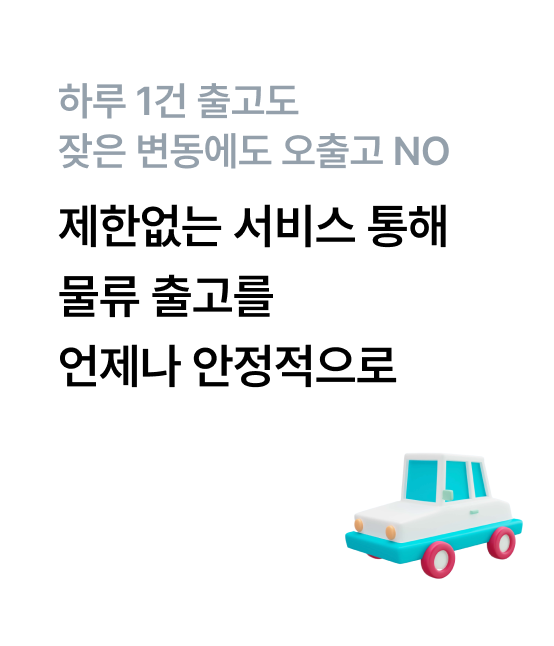 하루 1건 출고도
잦은 변동에도 오출고 NO
제한없는 서비스 통해
물류 출고를
언제나 안정적으로